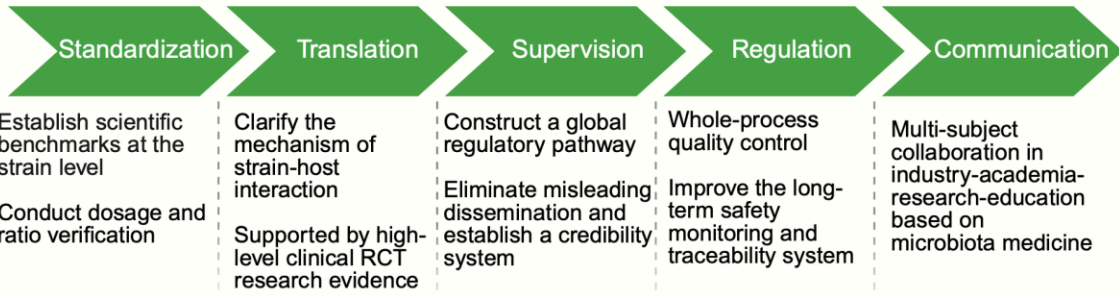 Standardization
Translation
Supervision
Regulation
Communication
Establish scientific
benchmarks at the
strain level
Conduct dosage and
ratio verification
Clarify the
mechanism of
strain-host
interaction
Supported by high-
level clinical RCT
research evidence
Construct a global
regulatory pathway
Eliminate misleading
dissemination and
establish a credibility
system
Whole-process
quality control
Improve the long-
term safety
monitoring and
traceability system
Multi-subject
collaboration in
industry-academia-
research-education
based on
microbiota medicine